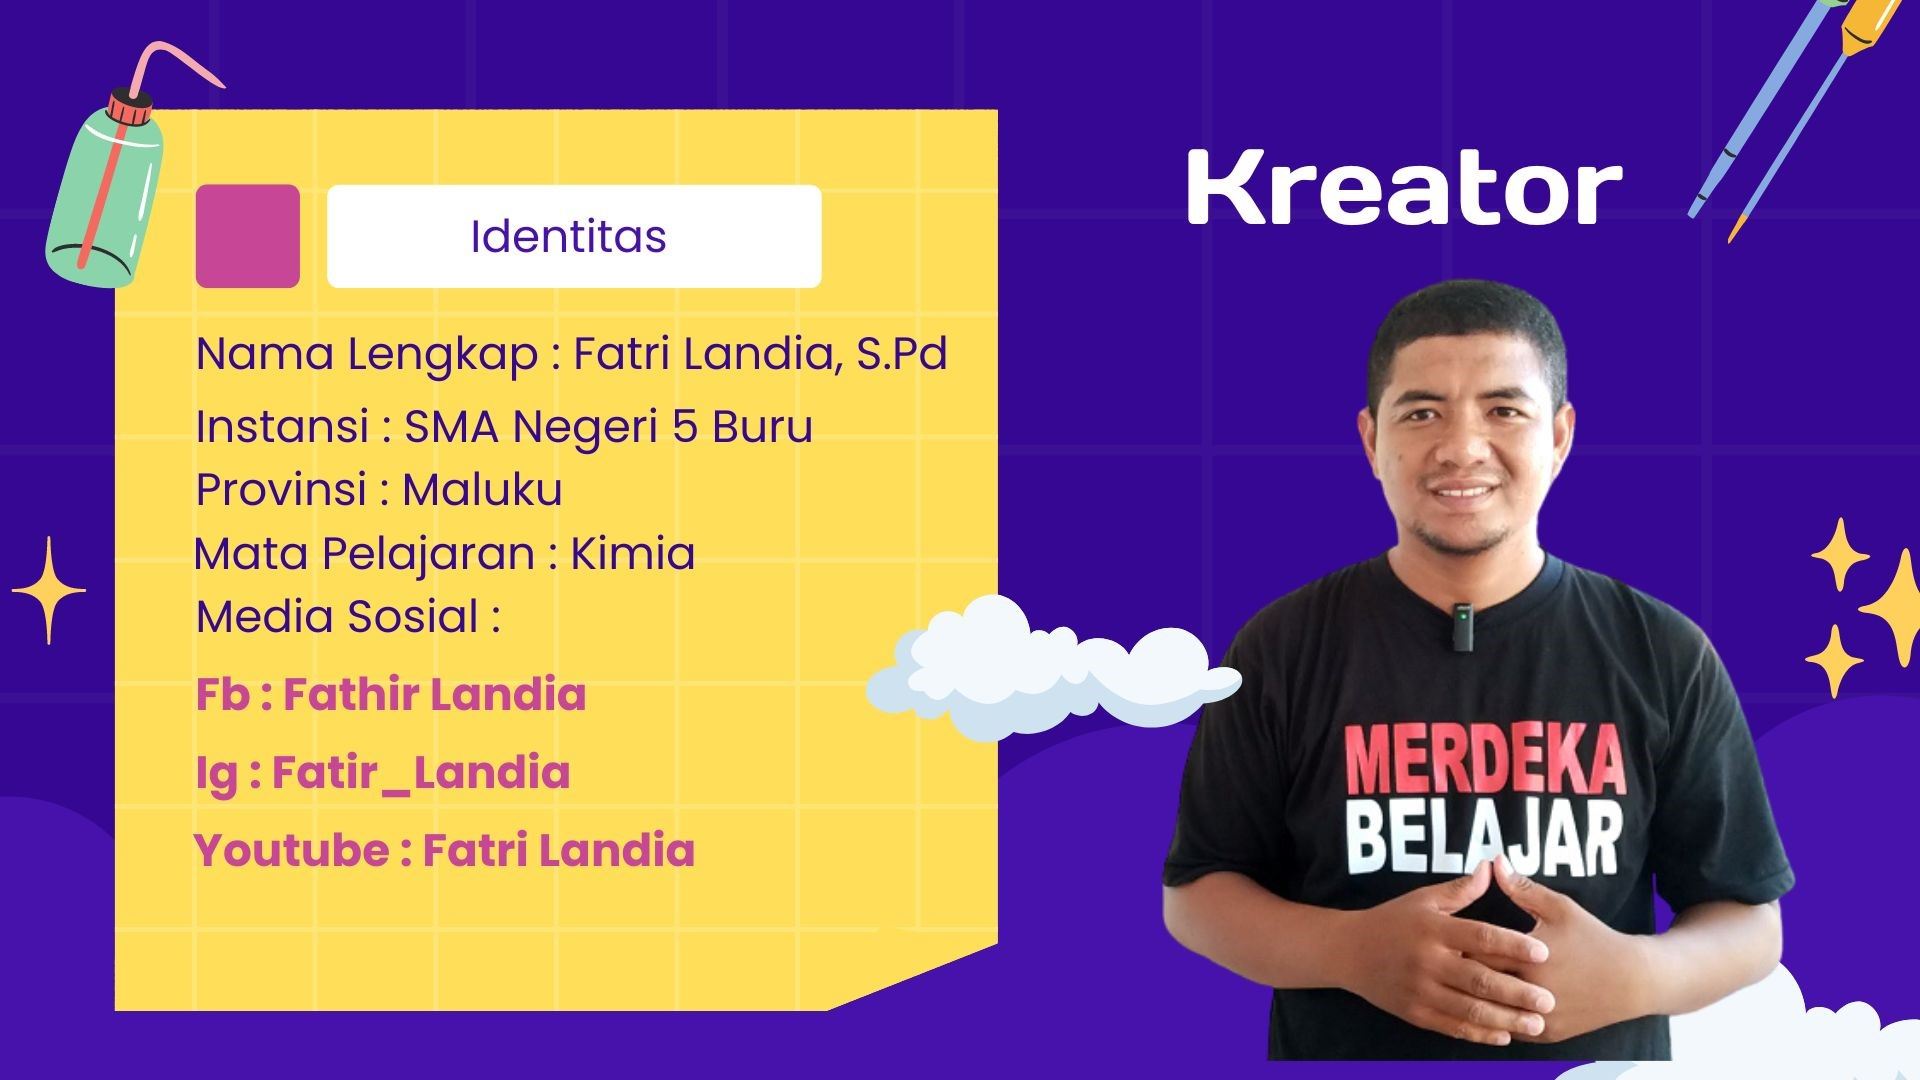 Kreator
Identitas
Nama Lengkap : Fatri Landia, S.Pd
Instansi : SMA Negeri 5 Buru
Provinsi : Maluku
Mata Pelajaran : Kimia
Media Sosial :
Fb : Fathir Landia
Ig : Fatir_Landia
Youtube : Fatri Landia
MERDEKA
BELAJAR